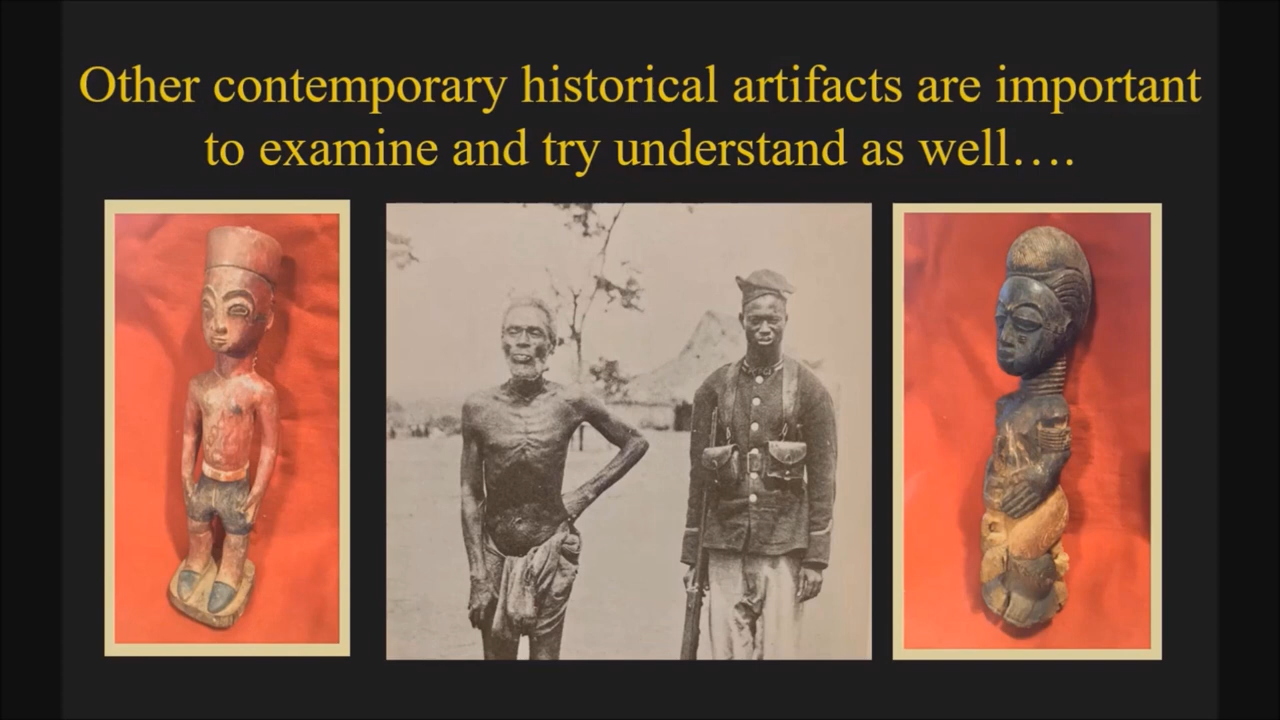 Other contemporary historical artifacts are important
to examine and try understand as well….